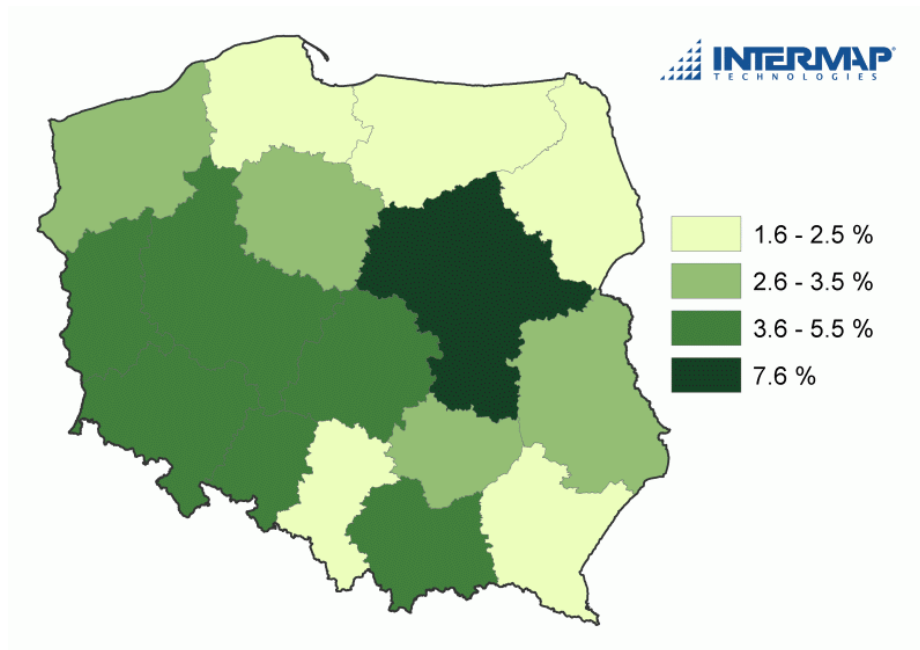 INTERMAP
TECHNOLOGIES
1.6 - 2.5 %
2.6 - 3.5 %
3.6 - 5.5 %
7.6 %